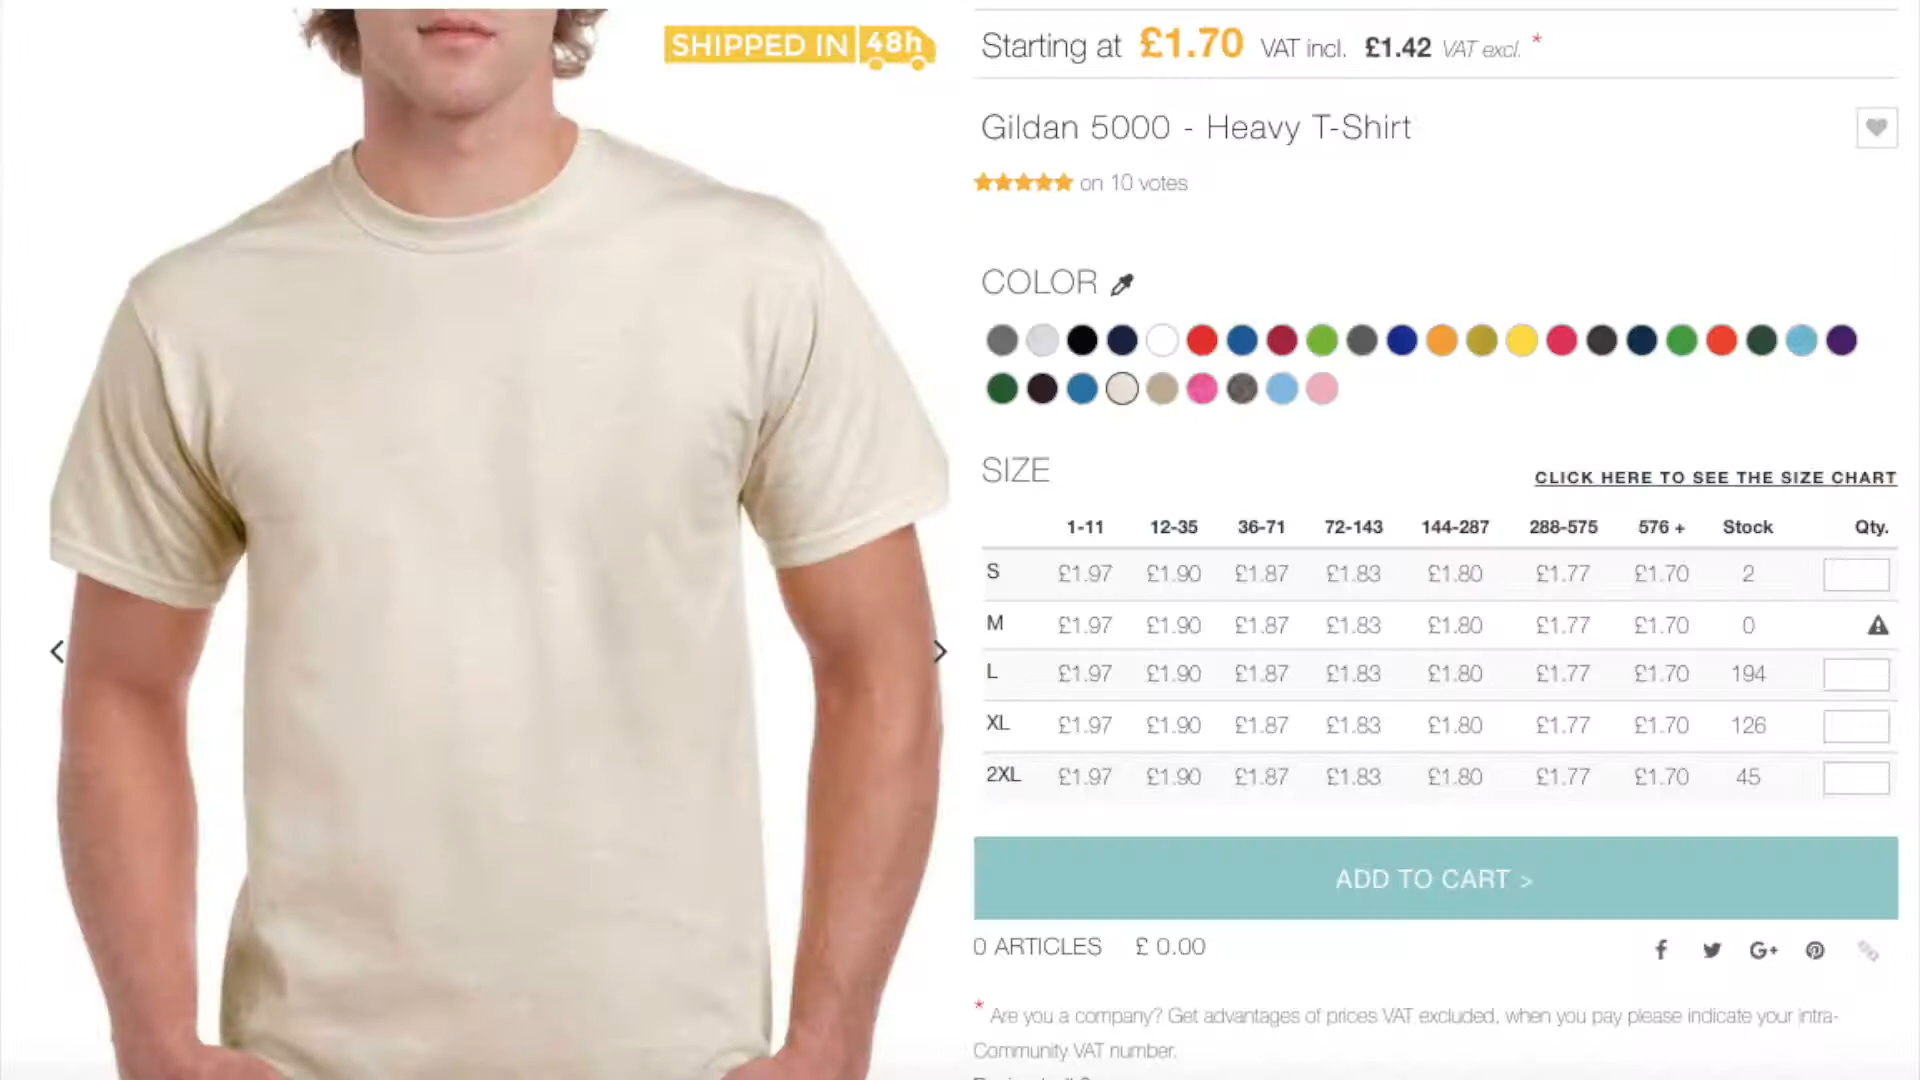 SHIPPED IN 48h
Starting at £1.70 VAT incl. £1.42 VAT excl. *
Gildan 5000 - Heavy T-Shirt
on 10 votes
COLOR
SIZE
CLICK HERE TO SEE THE SIZE CHART
1-11 12-35 36-71 72-143 144-287 288-575 576 + Stock Qty.
S £1.97 £1.90 £1.87 £1.83 £1.80 £1.77 £1.70 2
M £1.97 £1.90 £1.87 £1.83 £1.80 £1.77 £1.70 0
L £1.97 £1.90 £1.87 £1.83 £1.80 £1.77 £1.70 194
XL £1.97 £1.90 £1.87 £1.83 £1.80 £1.77 £1.70 126
2XL £1.97 £1.90 £1.87 £1.83 £1.80 £1.77 £1.70 45
ADD TO CART >
0 ARTICLES £ 0.00
* Are you a company? Get advantages of prices VAT excluded, when you pay please indicate your intra-
Community VAT number.